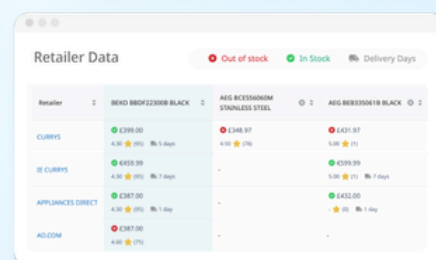 Retailer Data
Out of stock In Stock Delivery Days
Retailer BEKO BBDF22300B BLACK AEG BCE556060M STAINLESS STEEL AEG BEB335061B BLACK
CURRYS £399.00 £348.97 £431.97
4.30 (95) 5 days 4.50 (78) 5.00 (1)
IE CURRYS €459.99 - €599.99
4.30 (95) 7 days 5.00 (1) 7 days
APPLIANCES DIRECT £387.00 - £432.00
4.30 (95) 1 day - (0) 1 day
AO.COM £387.00 - -
4.60 (75)